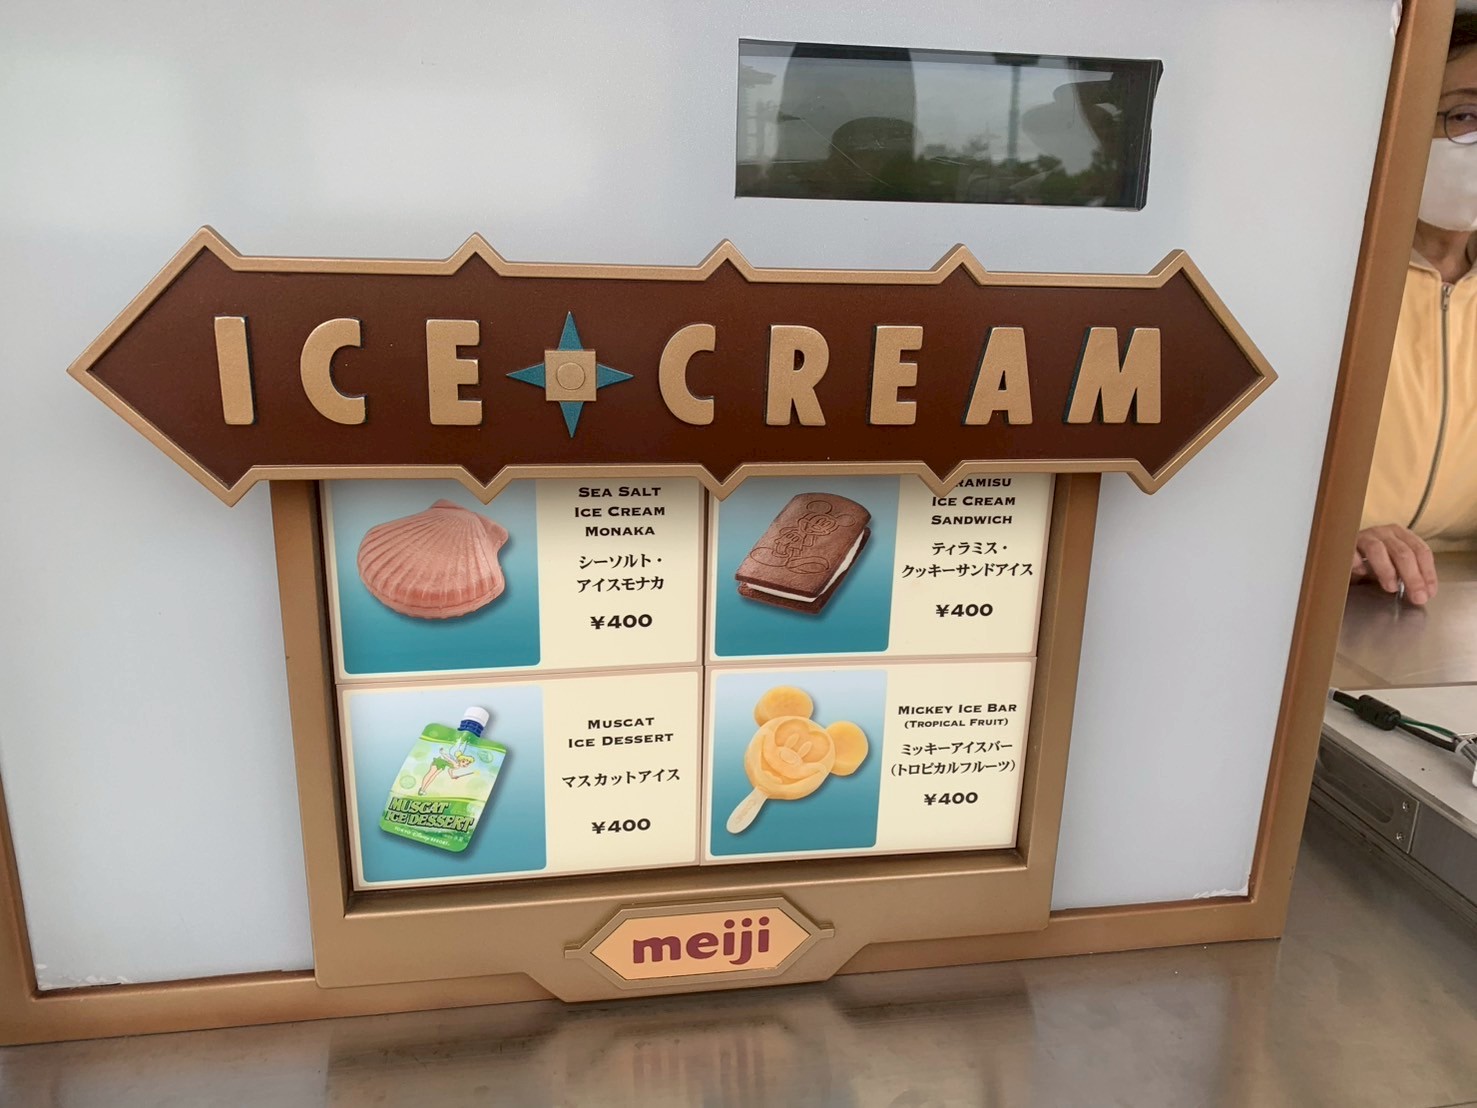 ICE CREAM
SEA SALT
ICE CREAM
MONAKA
シーソルト・
アイスモナカ
¥400
ICE CREAM
SANDWICH
ティラミス・
クッキーサンドアイス
¥400
MUSCAT
ICE DESSERT
MUSCAT
ICE DESSERT
マスカットアイス
¥400
MICKEY ICE BAR
(TROPICAL FRUIT)
ミッキーアイスバー
(トロピカルフルーツ)
¥400
meiji